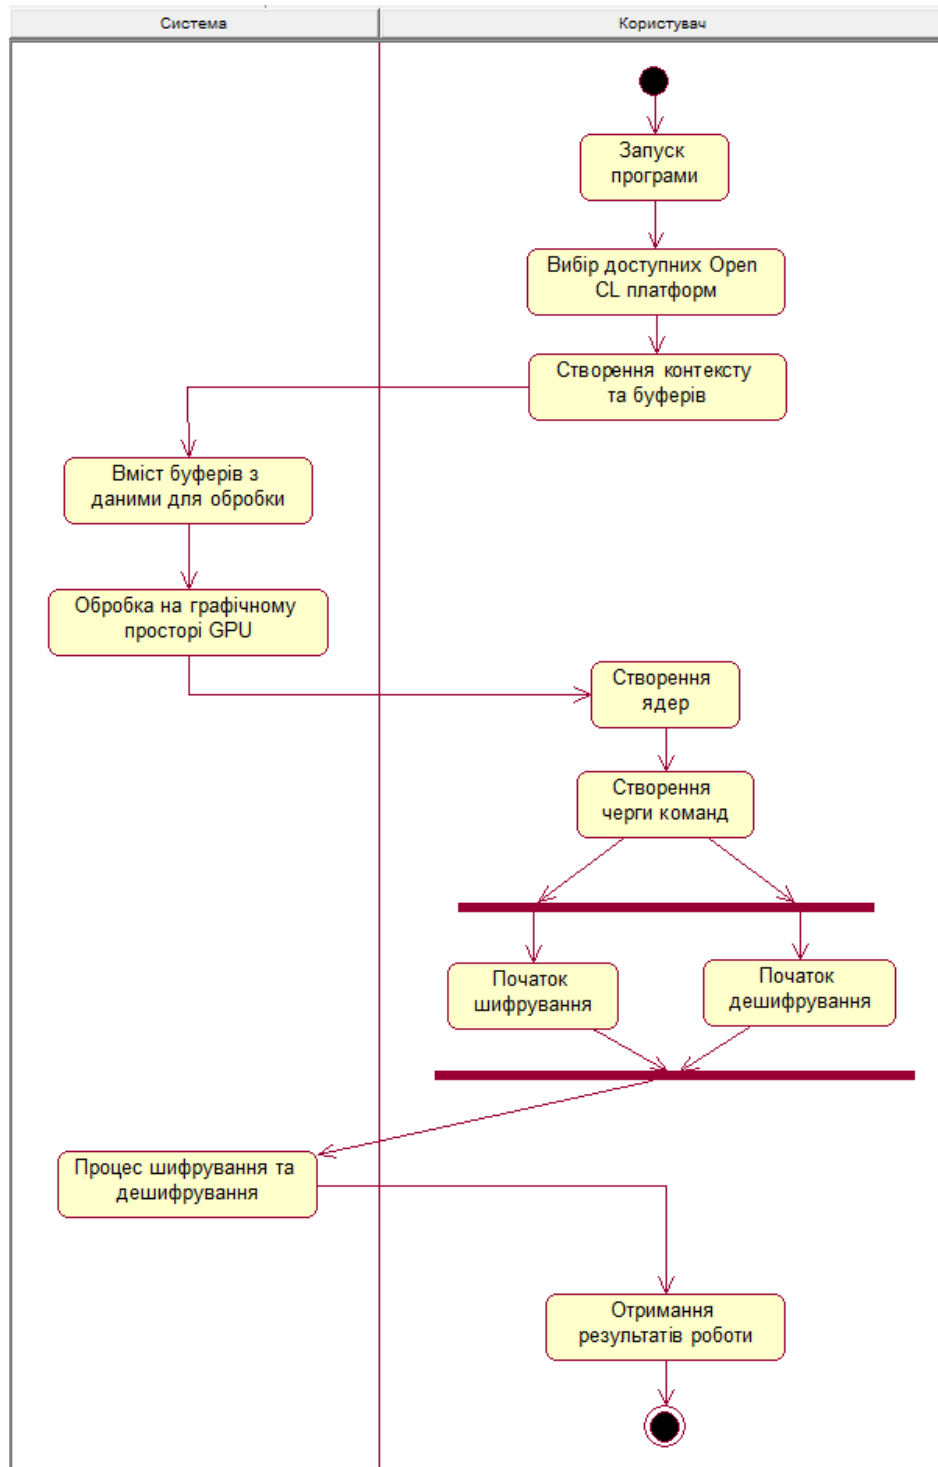 Система
Користувач
Запуск
програми
Вибір доступних Open
CL платформ
Створення контексту
та буферів
Вміст буферів з
даними для обробки
Обробка на графічному
просторі GPU
Створення
ядер
Створення
черги команд
Початок
шифрування
Початок
дешифрування
Процес шифрування та
дешифрування
Отримання
результатів роботи